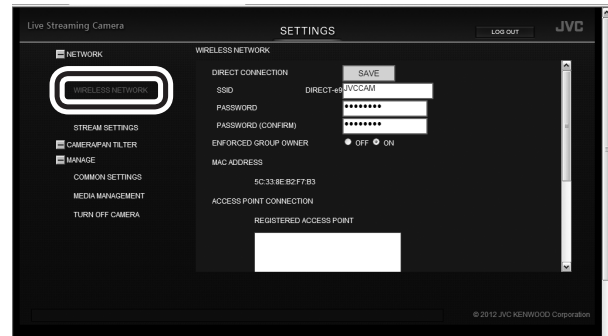 Live Streaming Camera
SETTINGS
LOG OUT
JVC
NETWORK
WIRELESS NETWORK
STREAM SETTINGS
CAMERA/PAN TILTER
MANAGE
COMMON SETTINGS
MEDIA MANAGEMENT
TURN OFF CAMERA
WIRELESS NETWORK
DIRECT CONNECTION SAVE
SSID DIRECT-e9 JVCCAM
PASSWORD ••••••••
PASSWORD (CONFIRM) ••••••••
ENFORCED GROUP OWNER OFF ON
MAC ADDRESS
5C:33:8E:B2:F7:B3
ACCESS POINT CONNECTION
REGISTERED ACCESS POINT
© 2012 JVC KENWOOD Corporation